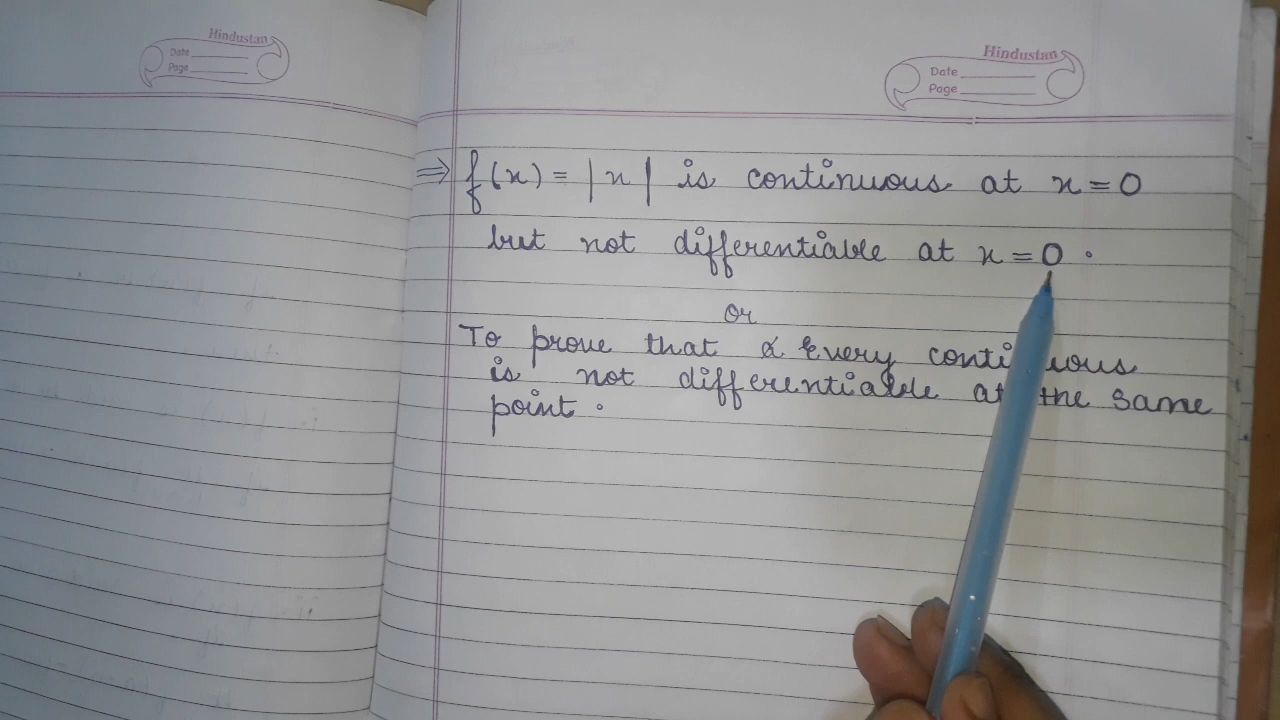 Hindustan
Date
Page
Hindustan
Date
Page
⇒ f(x) = |x| is continuous at x = 0
but not differentiable at x = 0 .
or
To prove that every continuous
is not differentiable at the same
point .